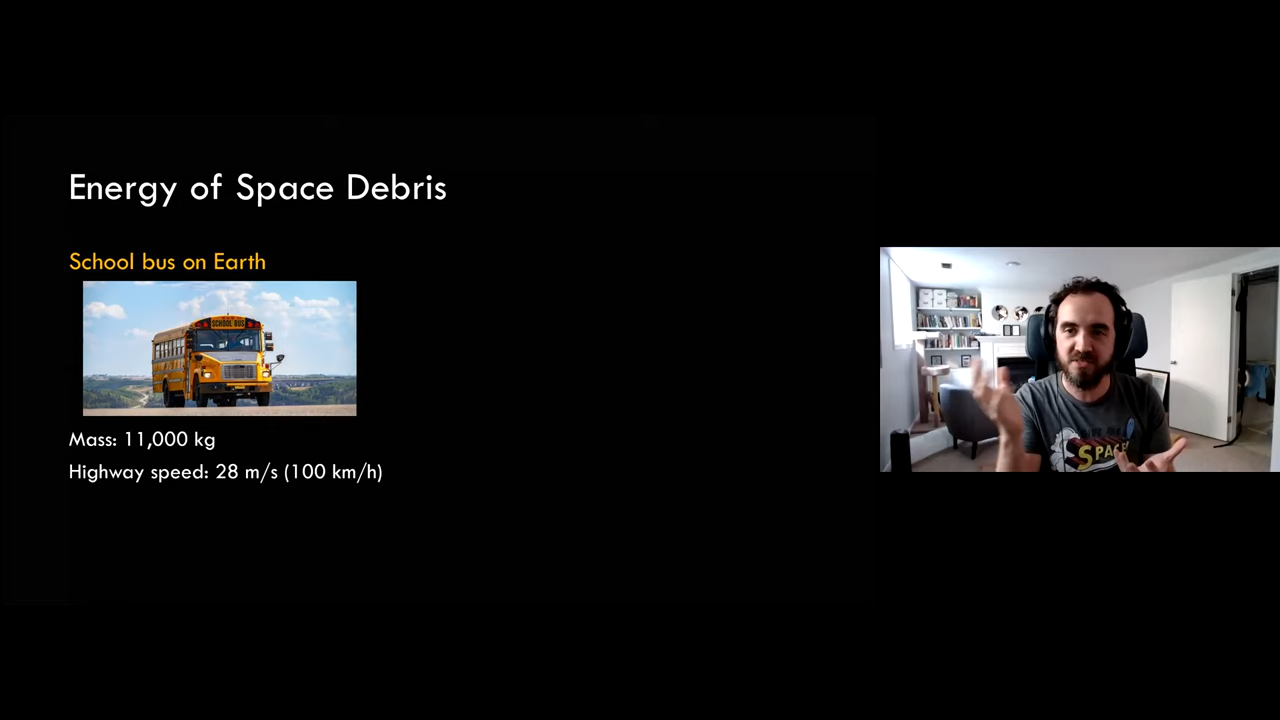 Energy of Space Debris
School bus on Earth
SCHOOL BUS
Mass: 11,000 kg
Highway speed: 28 m/s (100 km/h)